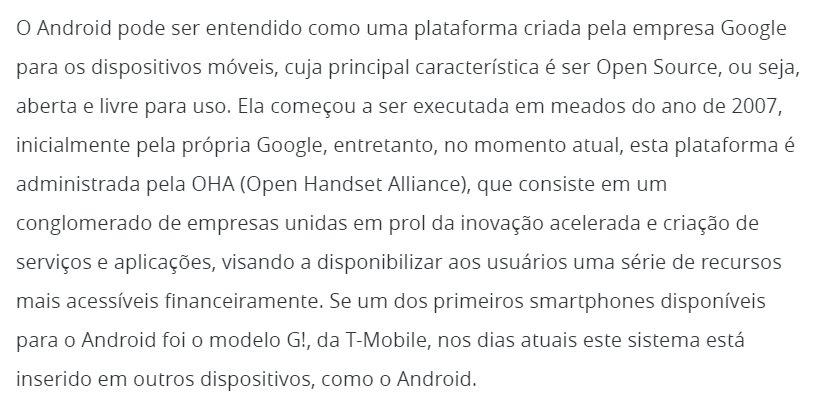 O Android pode ser entendido como uma plataforma criada pela empresa Google
para os dispositivos móveis, cuja principal característica é ser Open Source, ou seja,
aberta e livre para uso. Ela começou a ser executada em meados do ano de 2007,
inicialmente pela própria Google, entretanto, no momento atual, esta plataforma é
administrada pela OHA (Open Handset Alliance), que consiste em um
conglomerado de empresas unidas em prol da inovação acelerada e criação de
serviços e aplicações, visando a disponibilizar aos usuários uma série de recursos
mais acessíveis financeiramente. Se um dos primeiros smartphones disponíveis
para o Android foi o modelo G!, da T-Mobile, nos dias atuais este sistema está
inserido em outros dispositivos, como o Android.